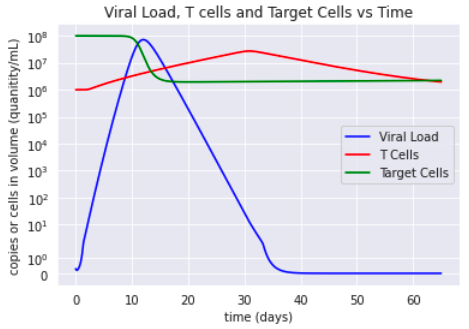 Viral Load, T cells and Target Cells vs Time
copies or cells in volume (quanitity/mL)
10^8
10^7
10^6
10^5
10^4
10^3
10^2
10^1
10^0
0
Viral Load
T Cells
Target Cells
0
10
20
30
40
50
60
time (days)